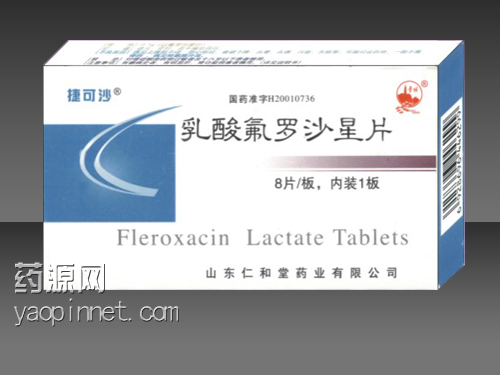 捷可沙®
国药准字H20010736
乳酸氟罗沙星片
8片/板，内装1板
Fleroxacin Lactate Tablets
山东仁和堂药业有限公司
药源网
yaopinnet.com